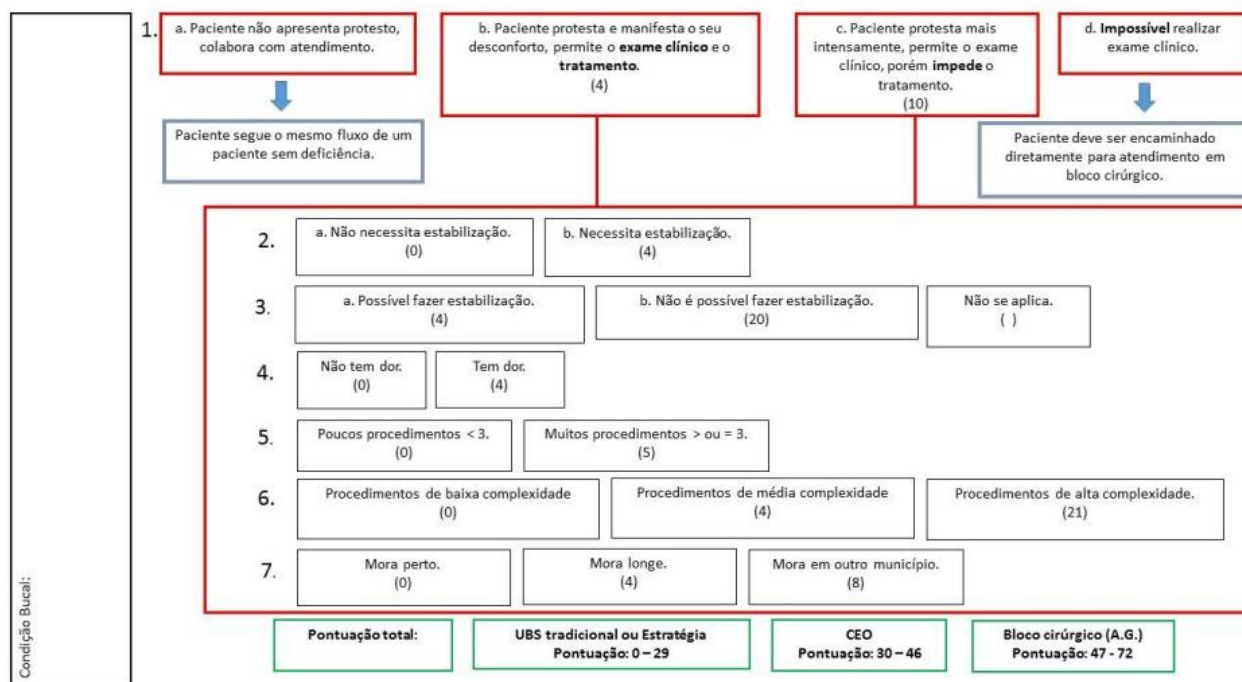 1.
a. Paciente não apresenta protesto,
colabora com atendimento.
b. Paciente protesta e manifesta o seu
desconforto, permite o exame clínico e o
tratamento.
(4)
c. Paciente protesta mais
intensamente, permite o exame
clínico, porém impede o
tratamento.
(10)
d. Impossível realizar
exame clínico.
Paciente segue o mesmo fluxo de um
paciente sem deficiência.
Paciente deve ser encaminhado
diretamente para atendimento em
bloco cirúrgico.
2.
a. Não necessita estabilização.
(0)
b. Necessita estabilização.
(4)
3.
a. Possível fazer estabilização.
(4)
b. Não é possível fazer estabilização.
(20)
Não se aplica.
( )
4.
Não tem dor.
(0)
Tem dor.
(4)
5.
Poucos procedimentos < 3.
(0)
Muitos procedimentos > ou = 3.
(5)
6.
Procedimentos de baixa complexidade
(0)
Procedimentos de média complexidade
(4)
Procedimentos de alta complexidade.
(21)
7.
Mora perto.
(0)
Mora longe.
(4)
Mora em outro município.
(8)
Pontuação total:
UBS tradicional ou Estratégia
Pontuação: 0 – 29
CEO
Pontuação: 30 – 46
Bloco cirúrgico (A.G.)
Pontuação: 47 - 72
Condição Bucal: